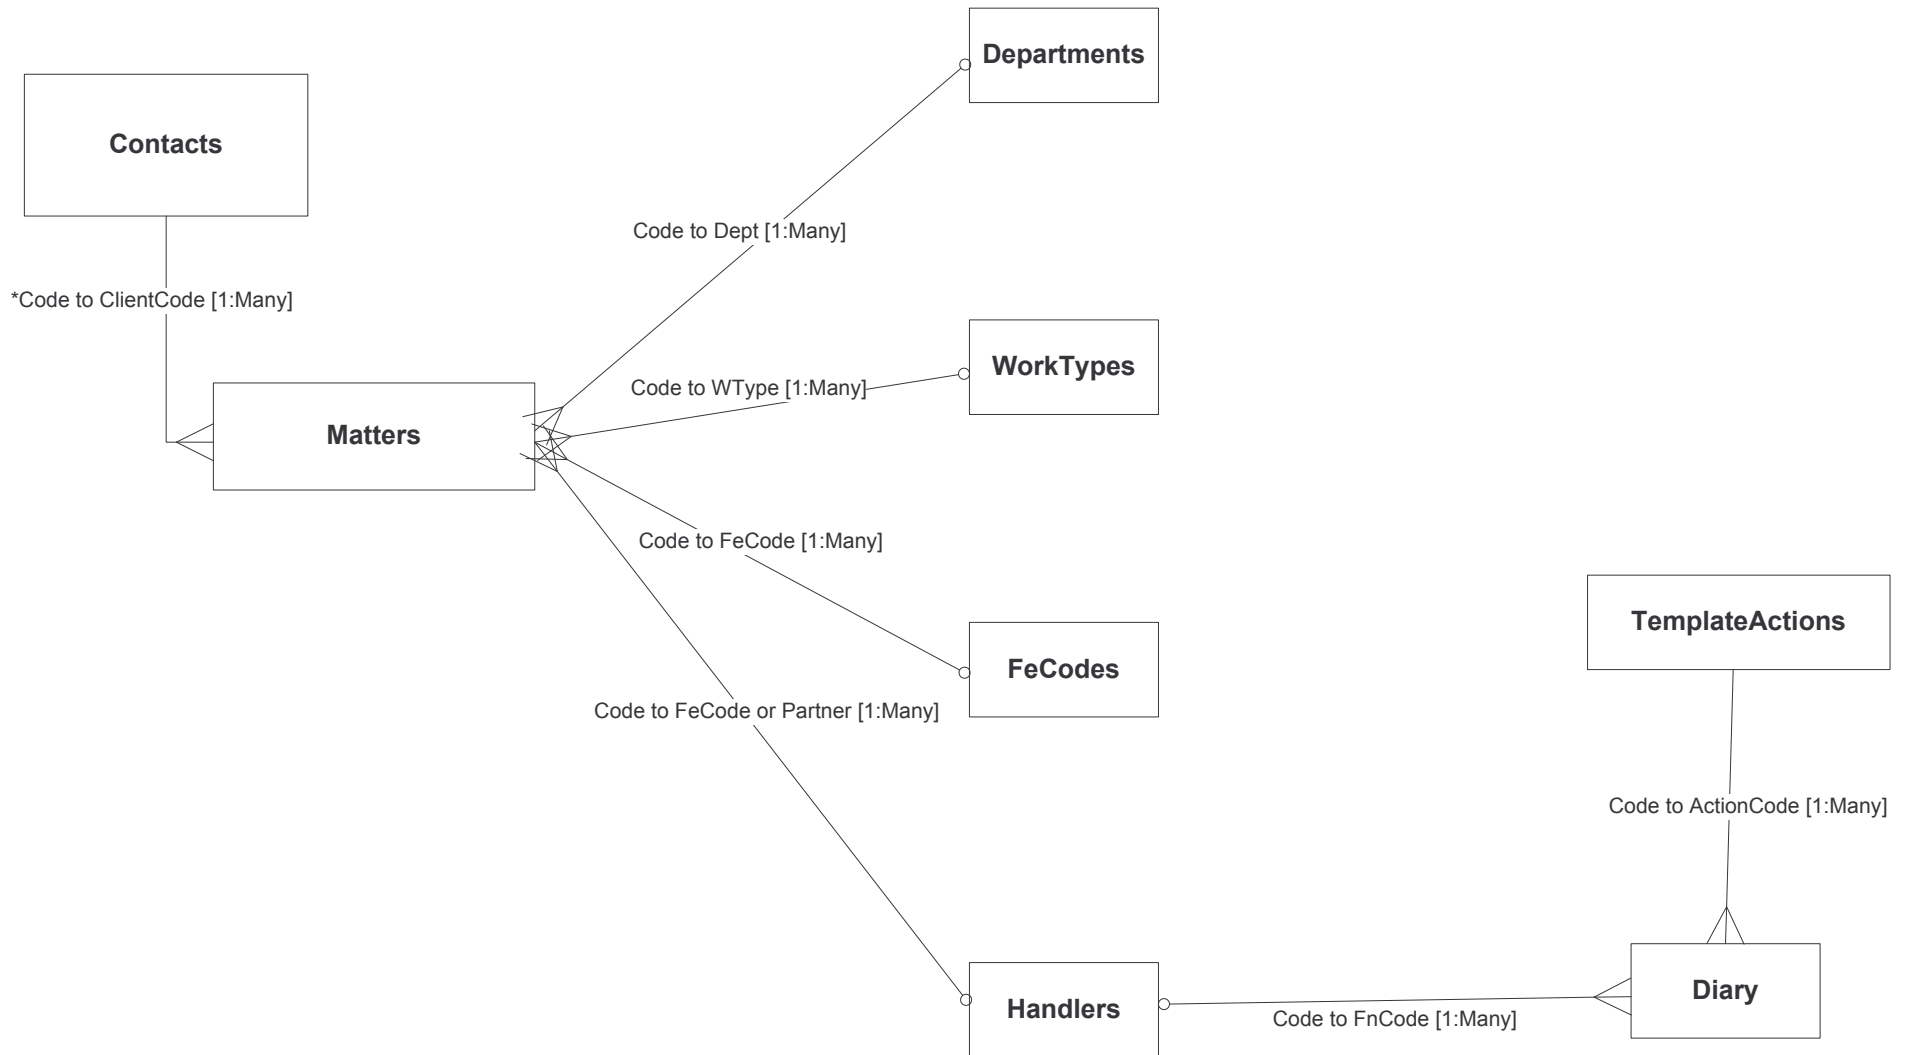 Departments
Contacts
Code to Dept [1:Many]
*Code to ClientCode [1:Many]
WorkTypes
Code to WType [1:Many]
Matters
Code to FeCode [1:Many]
TemplateActions
FeCodes
Code to FeCode or Partner [1:Many]
Code to ActionCode [1:Many]
Diary
Handlers
Code to FnCode [1:Many]